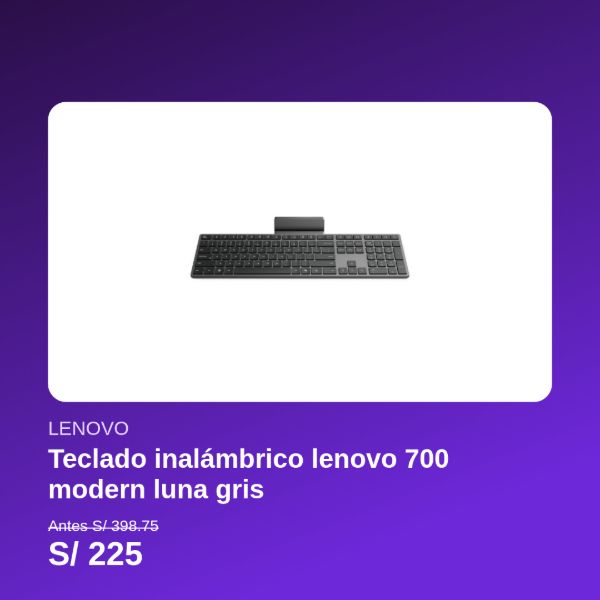 LENOVO
Teclado inalámbrico lenovo 700
modern luna gris
Antes S/ 398.75
S/ 225